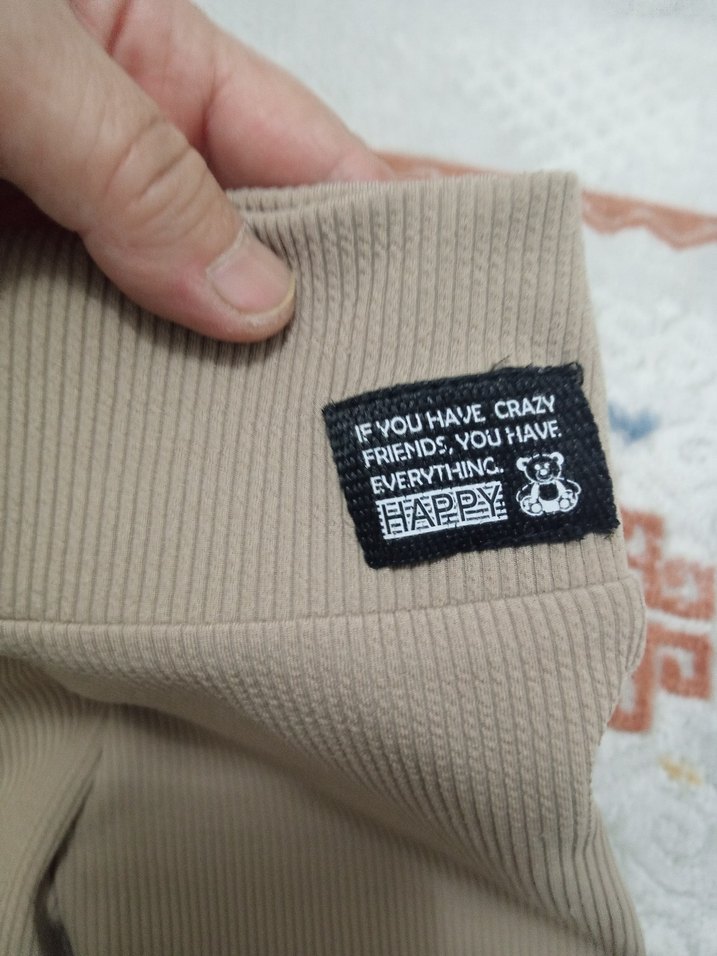 IF YOU HAVE CRAZY
FRIENDS, YOU HAVE
EVERYTHING.
HAPPY